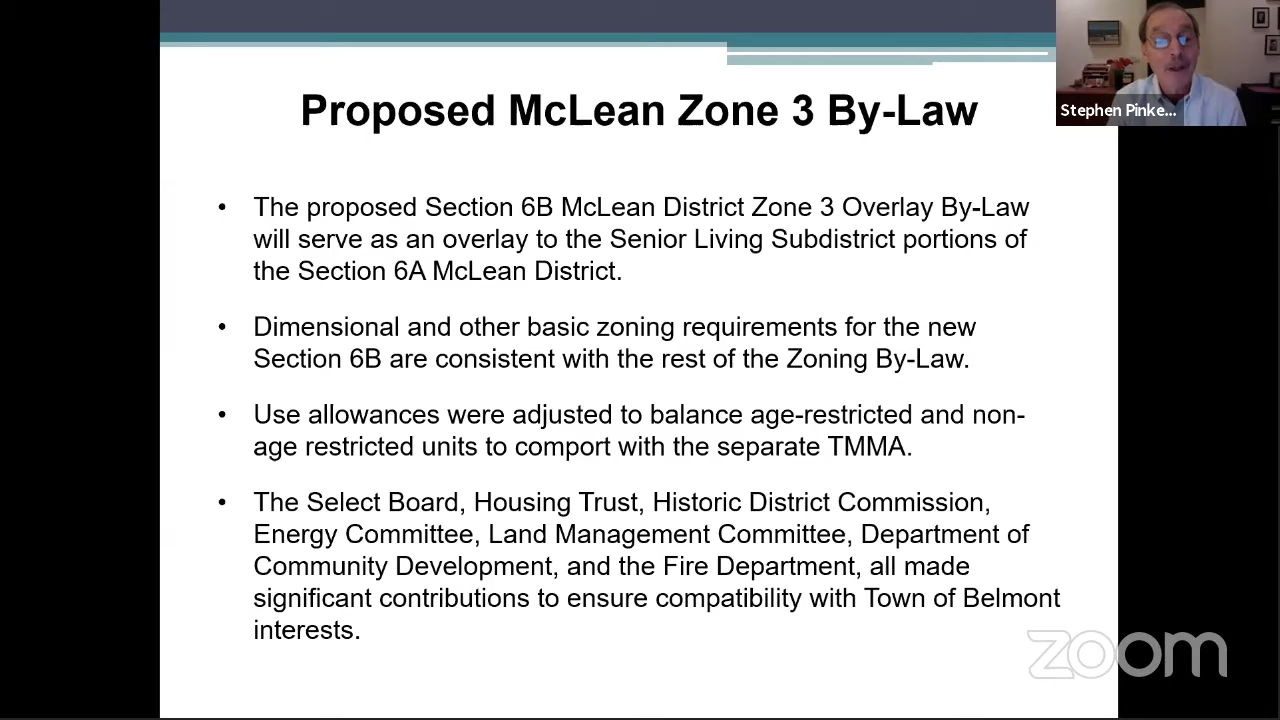 Proposed McLean Zone 3 By-Law
Stephen Pinke...
• The proposed Section 6B McLean District Zone 3 Overlay By-Law
will serve as an overlay to the Senior Living Subdistrict portions of
the Section 6A McLean District.
• Dimensional and other basic zoning requirements for the new
Section 6B are consistent with the rest of the Zoning By-Law.
• Use allowances were adjusted to balance age-restricted and non-
age restricted units to comport with the separate TMMA.
• The Select Board, Housing Trust, Historic District Commission,
Energy Committee, Land Management Committee, Department of
Community Development, and the Fire Department, all made
significant contributions to ensure compatibility with Town of Belmont
interests.
zoom